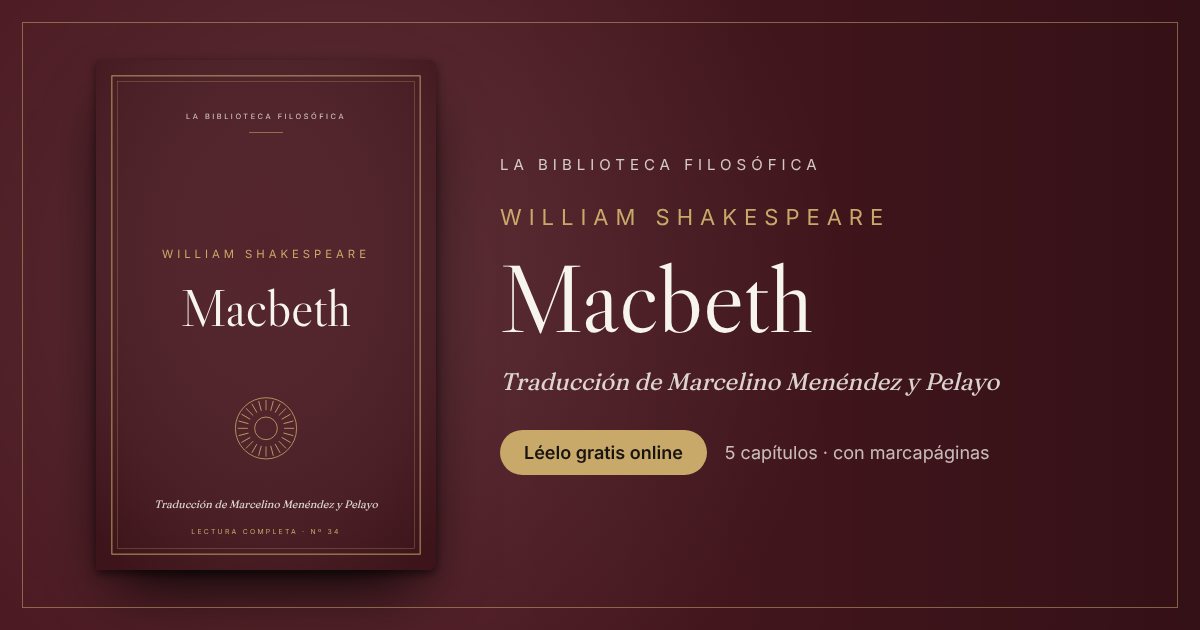 LA BIBLIOTECA FILOSÓFICA
WILLIAM SHAKESPEARE
Macbeth
Traducción de Marcelino Menéndez y Pelayo
LECTURA COMPLETA · Nº 34
LA BIBLIOTECA FILOSÓFICA
WILLIAM SHAKESPEARE
Macbeth
Traducción de Marcelino Menéndez y Pelayo
Léelo gratis online 5 capítulos · con marcapáginas